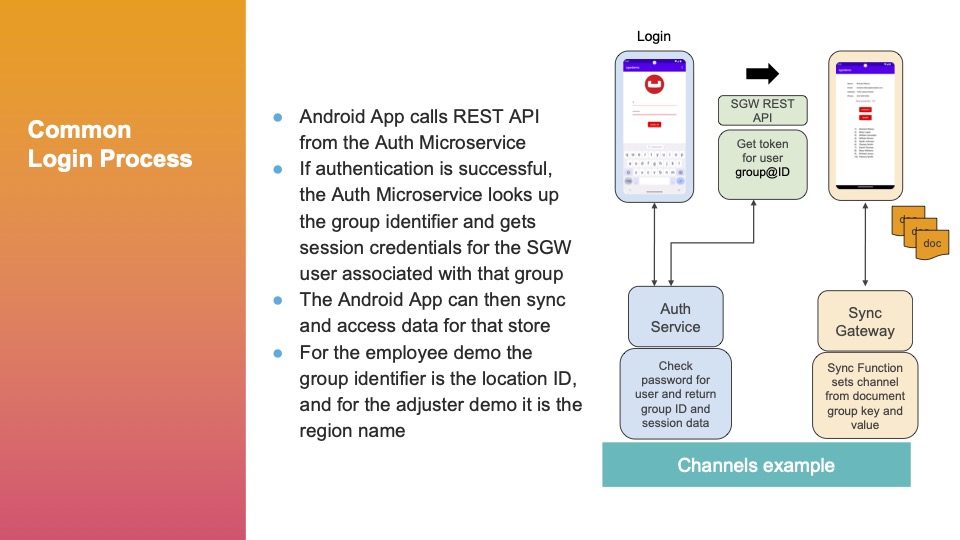 Common
Login Process
● Android App calls REST API
from the Auth Microservice
● If authentication is successful,
the Auth Microservice looks up
the group identifier and gets
session credentials for the SGW
user associated with that group
● The Android App can then sync
and access data for that store
● For the employee demo the
group identifier is the location ID,
and for the adjuster demo it is the
region name
Login
SGW REST
API
Get token
for user
group@ID
doc
doc
doc
Auth
Service
Check
password for
user and return
group ID and
session data
Sync
Gateway
Sync Function
sets channel
from document
group key and
value
Channels example